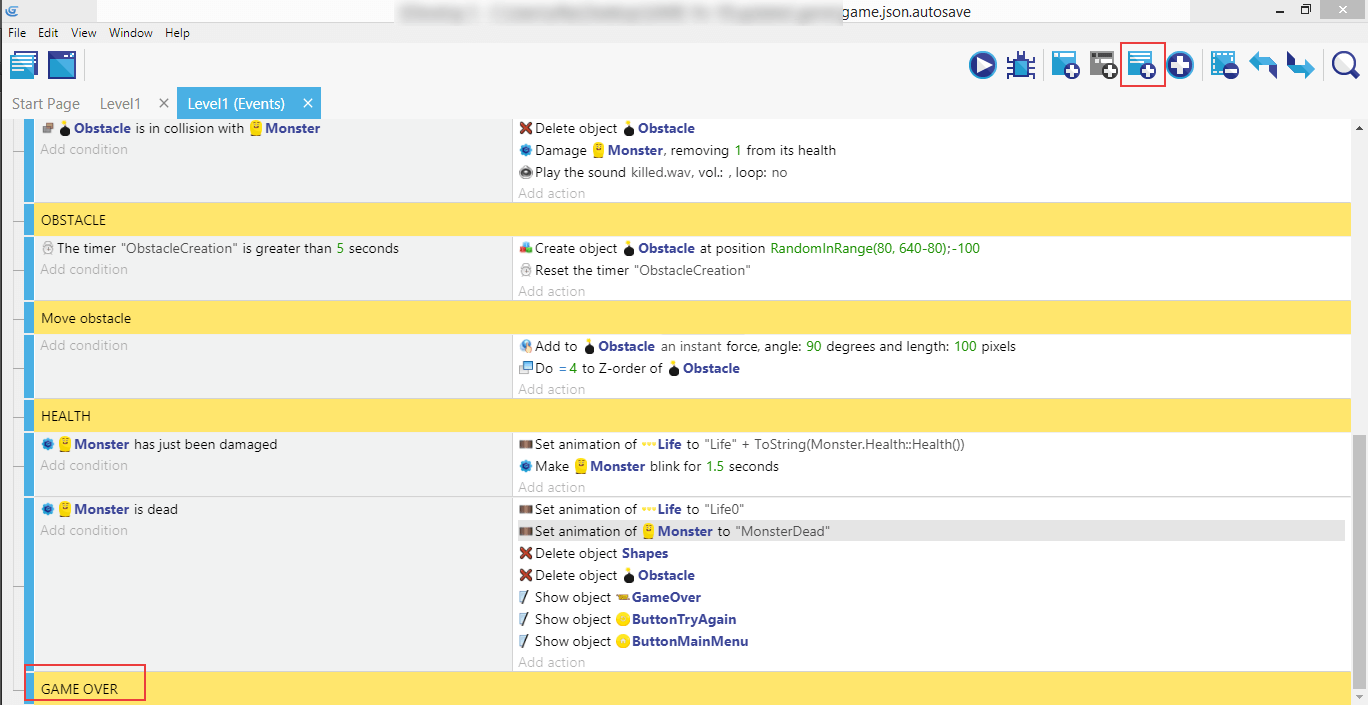 game.json.autosave
File Edit View Window Help
Start Page Level1 × Level1 (Events) ×
Obstacle is in collision with Monster
Add condition
Delete object Obstacle
Damage Monster, removing 1 from its health
Play the sound killed.wav, vol.: , loop: no
Add action
OBSTACLE
The timer "ObstacleCreation" is greater than 5 seconds
Add condition
Create object Obstacle at position RandomInRange(80, 640-80);-100
Reset the timer "ObstacleCreation"
Add action
Move obstacle
Add condition
Add to Obstacle an instant force, angle: 90 degrees and length: 100 pixels
Do =4 to Z-order of Obstacle
Add action
HEALTH
Monster has just been damaged
Add condition
Set animation of Life to "Life" + ToString(Monster.Health::Health())
Make Monster blink for 1.5 seconds
Add action
Monster is dead
Add condition
Set animation of Life to "Life0"
Set animation of Monster to "MonsterDead"
Delete object Shapes
Delete object Obstacle
Show object GameOver
Show object ButtonTryAgain
Show object ButtonMainMenu
Add action
GAME OVER